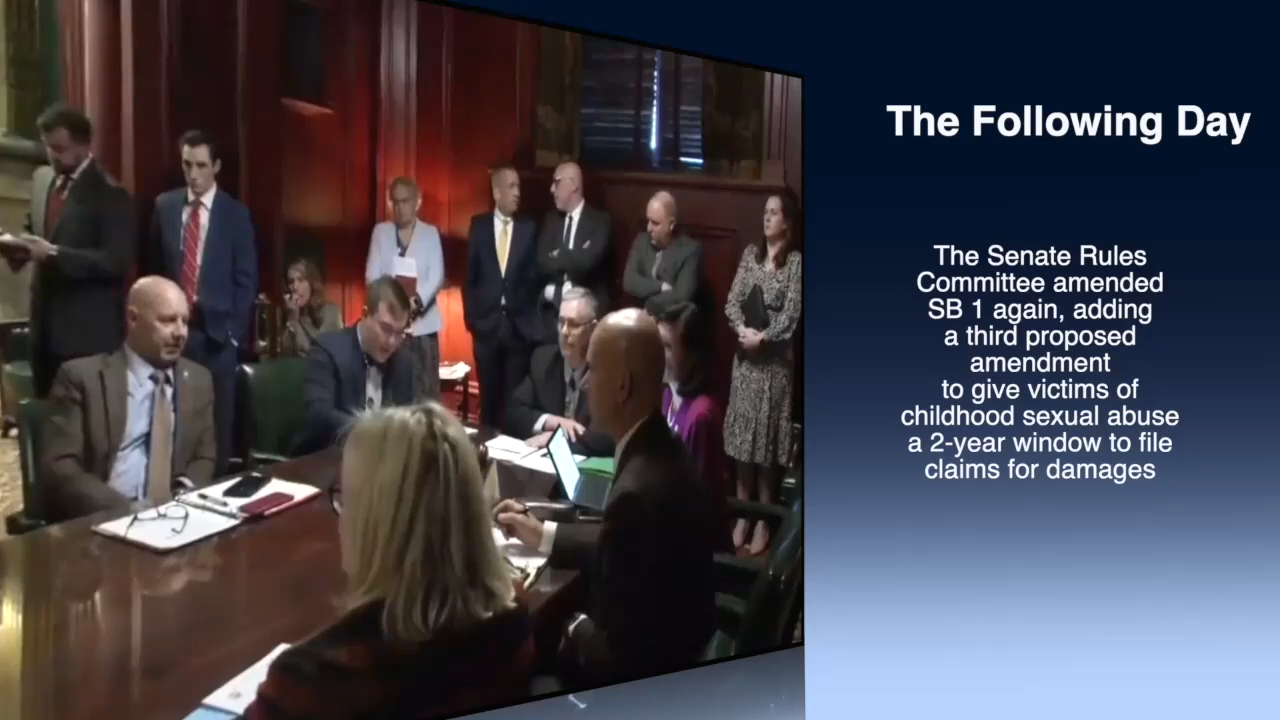 The Following Day
The Senate Rules
Committee amended
SB 1 again, adding
a third proposed
amendment
to give victims of
childhood sexual abuse
a 2-year window to file
claims for damages